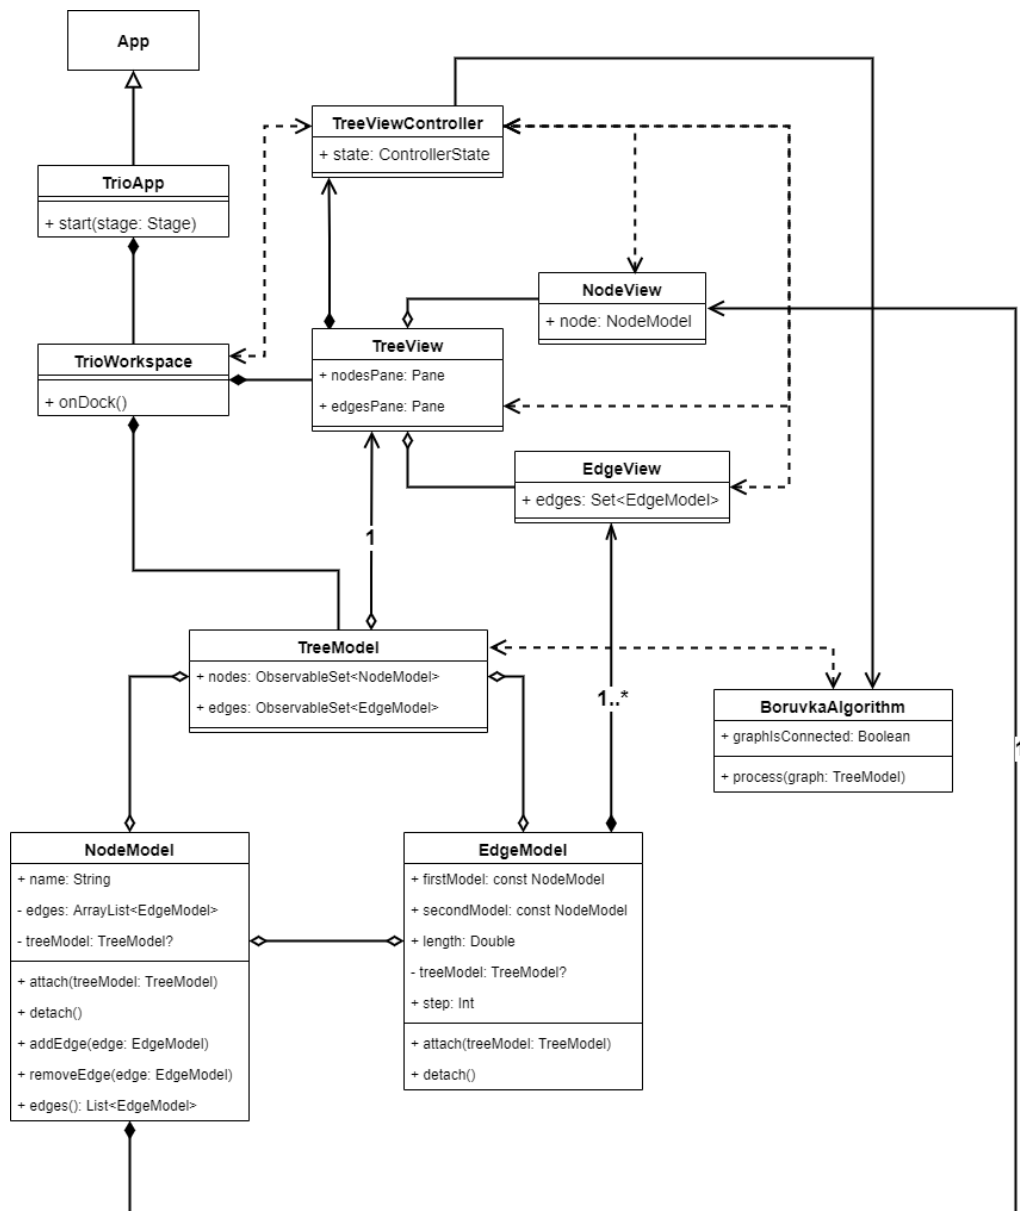 App
TreeViewController
+ state: ControllerState
TrioApp
+ start(stage: Stage)
NodeView
+ node: NodeModel
TreeView
+ nodesPane: Pane
+ edgesPane: Pane
TrioWorkspace
+ onDock()
EdgeView
+ edges: Set<EdgeModel>
1
TreeModel
+ nodes: ObservableSet<NodeModel>
+ edges: ObservableSet<EdgeModel>
1..*
BoruvkaAlgorithm
+ graphIsConnected: Boolean
+ process(graph: TreeModel)
1
NodeModel
+ name: String
- edges: ArrayList<EdgeModel>
- treeModel: TreeModel?
+ attach(treeModel: TreeModel)
+ detach()
+ addEdge(edge: EdgeModel)
+ removeEdge(edge: EdgeModel)
+ edges(): List<EdgeModel>
EdgeModel
+ firstModel: const NodeModel
+ secondModel: const NodeModel
+ length: Double
- treeModel: TreeModel?
+ step: Int
+ attach(treeModel: TreeModel)
+ detach()